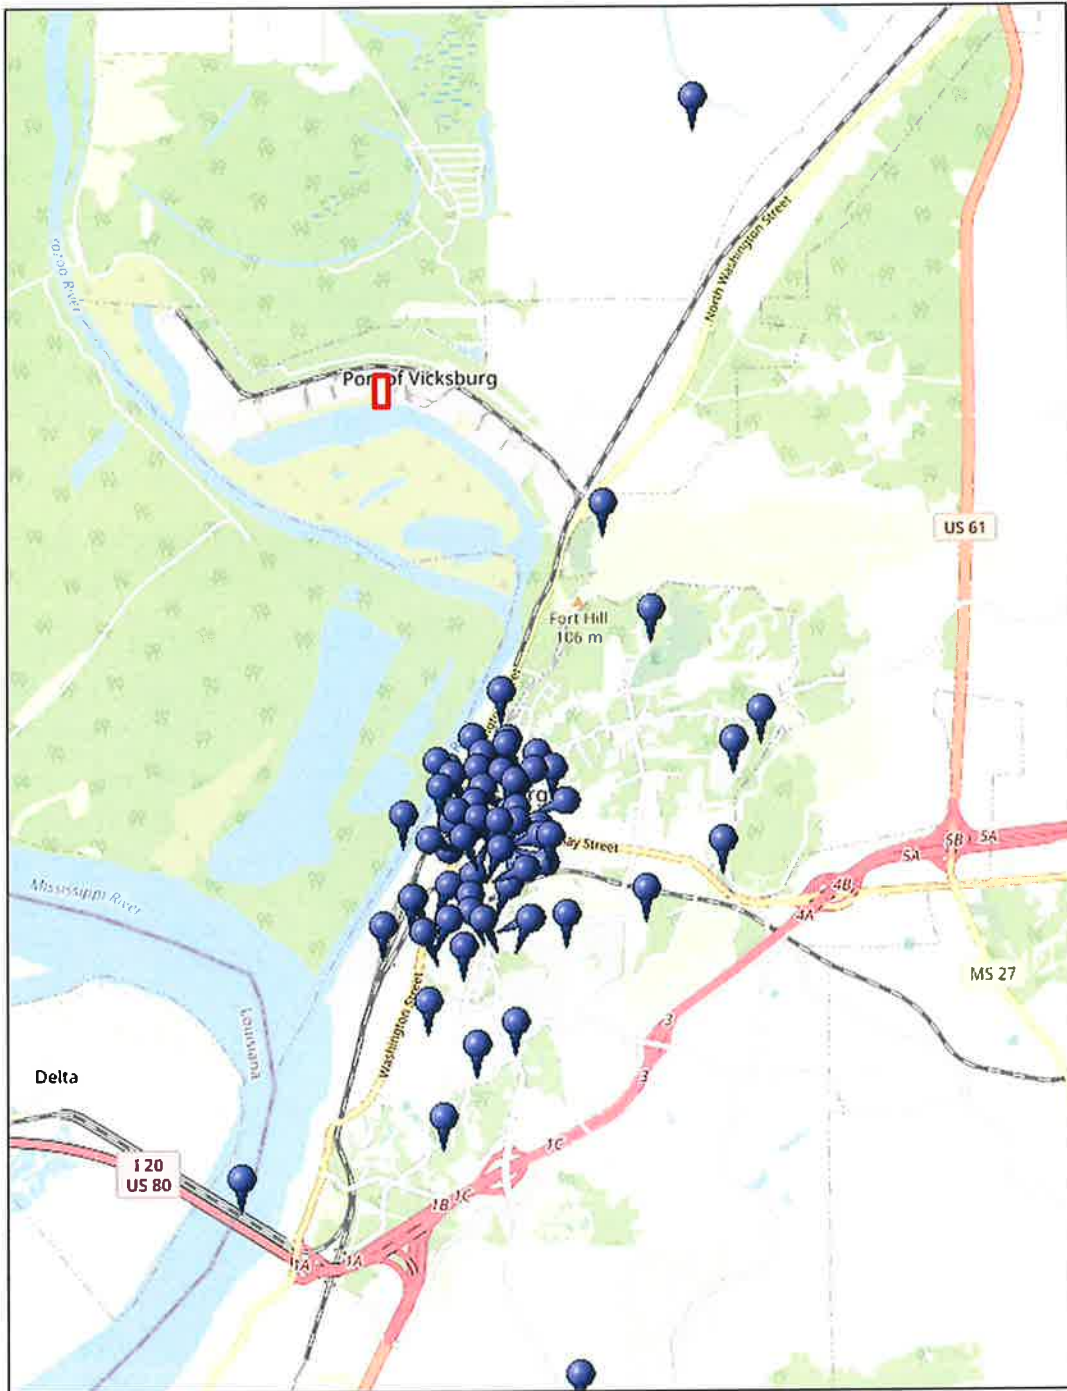 Yazoo River
North Washington Street
Port of Vicksburg
US 61
Fort Hill
106 m
Mississippi River
Louisiana
Washington Street
Delta
I 20
US 80
MS 27
5B
5A
5A
4B
4A
3
3
1C
1C
1B
1A
1A